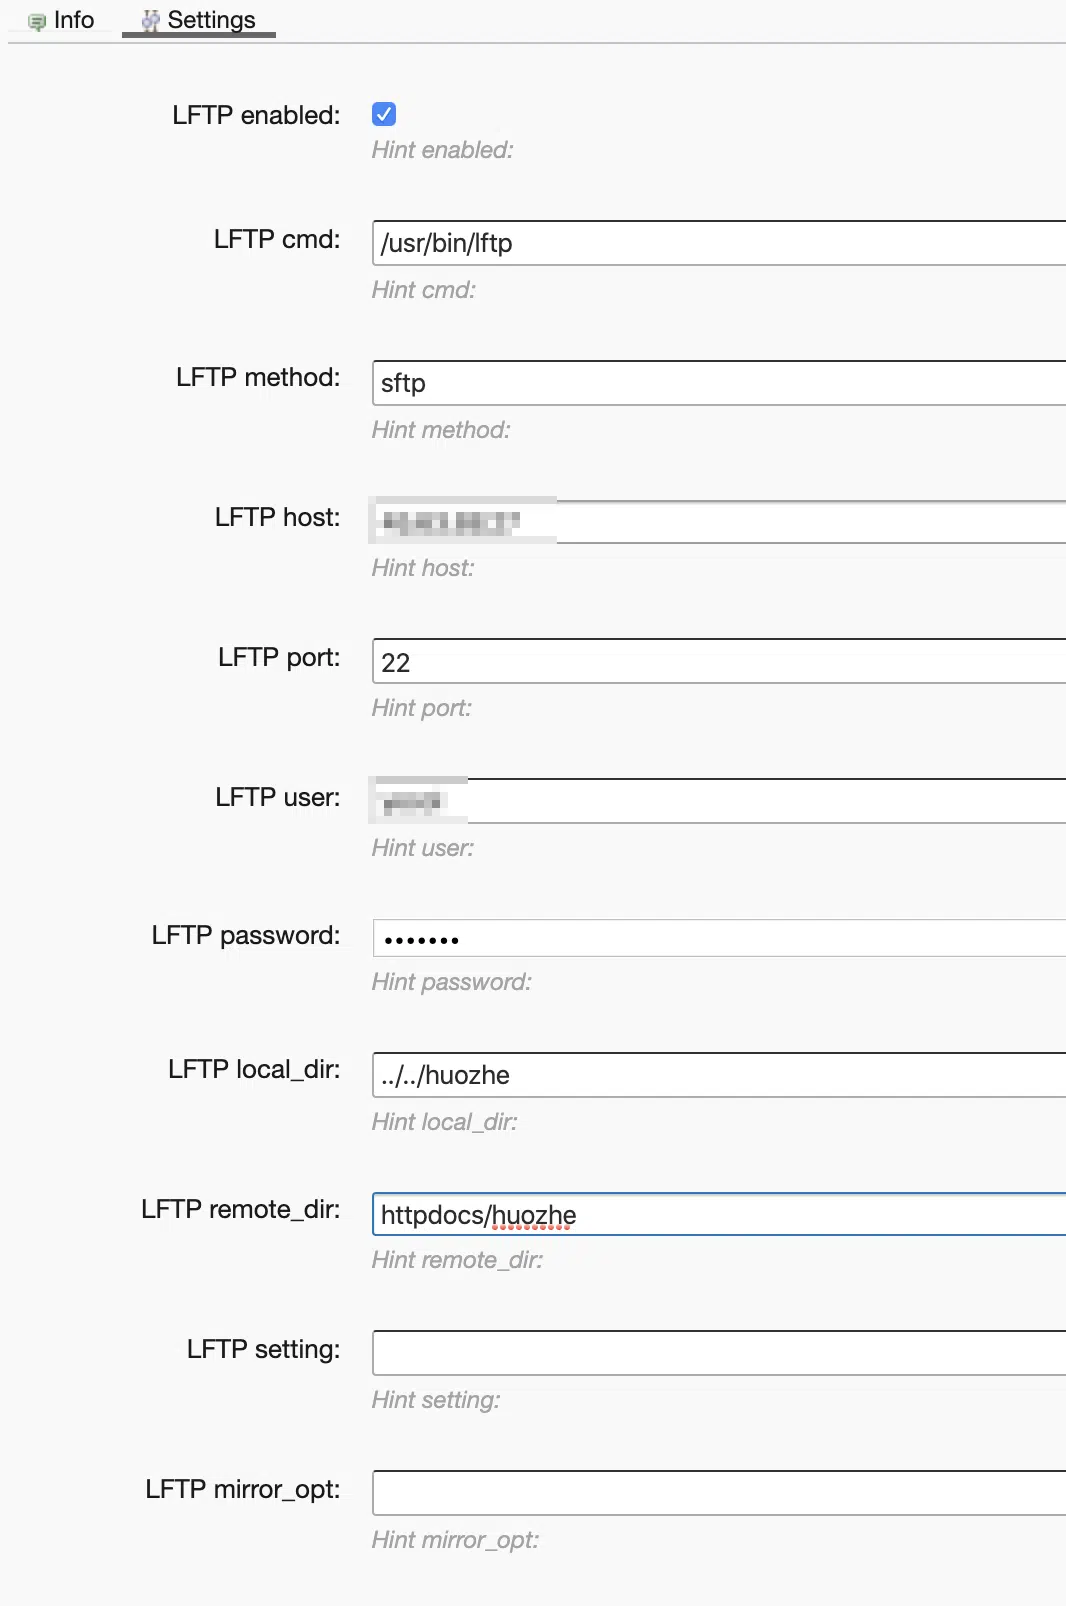 Info Settings
LFTP enabled:
Hint enabled:
LFTP cmd: /usr/bin/lftp
Hint cmd:
LFTP method: sftp
Hint method:
LFTP host:
Hint host:
LFTP port: 22
Hint port:
LFTP user:
Hint user:
LFTP password: •••••••
Hint password:
LFTP local_dir: ../../huozhe
Hint local_dir:
LFTP remote_dir: httpdocs/huozhe
Hint remote_dir:
LFTP setting:
Hint setting:
LFTP mirror_opt:
Hint mirror_opt: